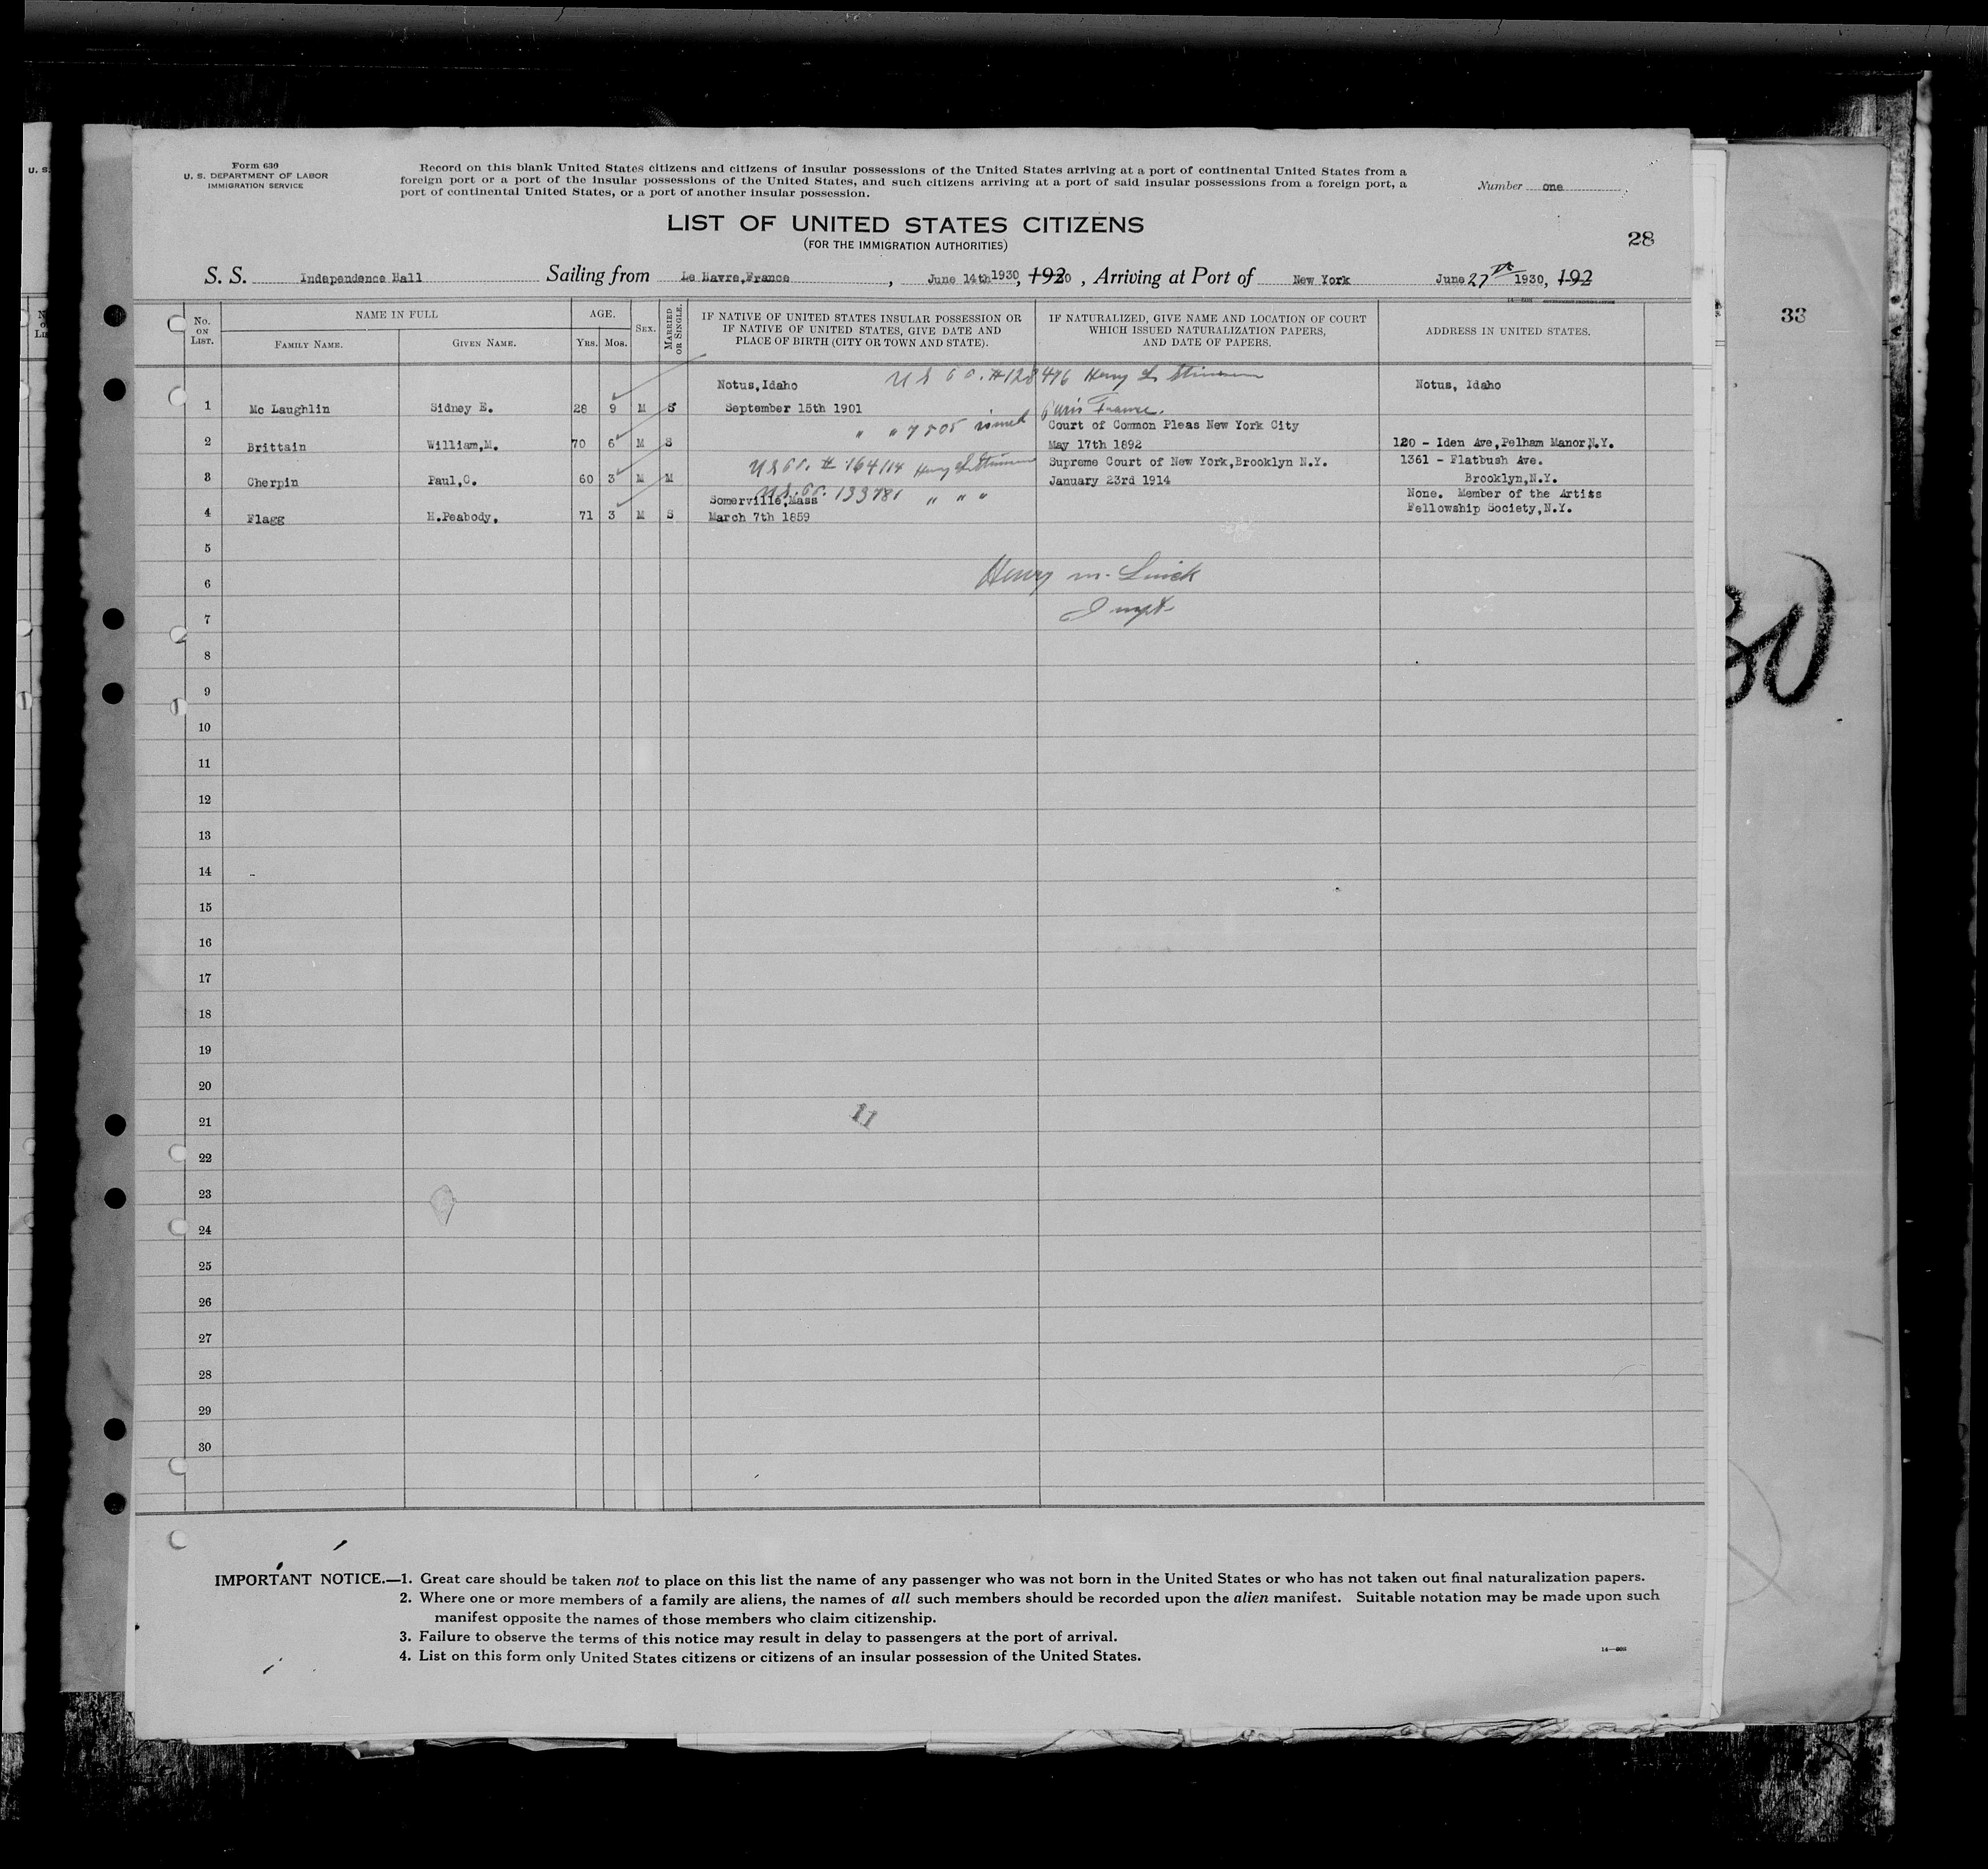 Form 630
U. S. DEPARTMENT OF LABOR
IMMIGRATION SERVICE
Record on this blank United States citizens and citizens of insular possessions of the United States arriving at a port of continental United States from a
foreign port or a port of the insular possessions of the United States, and such citizens arriving at a port of said insular possessions from a foreign port, a
port of continental United States, or a port of another insular possession.
Number one
LIST OF UNITED STATES CITIZENS
(FOR THE IMMIGRATION AUTHORITIES)
28
S. S. Independence Hall Sailing from Le Havre,France , June 14th 1930, 1920 , Arriving at Port of New York June 27th 1930, 192
No. on List. NAME IN FULL AGE. Sex. Married or Single. IF NATIVE OF UNITED STATES INSULAR POSSESSION OR IF NATIVE OF UNITED STATES, GIVE DATE AND PLACE OF BIRTH (CITY OR TOWN AND STATE). IF NATURALIZED, GIVE NAME AND LOCATION OF COURT WHICH ISSUED NATURALIZATION PAPERS, AND DATE OF PAPERS. ADDRESS IN UNITED STATES.
Family Name. Given Name. Yrs. Mos.
Notus,Idaho #128476 Henry L Stimson Notus, Idaho
1 Mc Laughlin Sidney E. 28 9 M S September 15th 1901 Paris France.
" " 7505 issued Court of Common Pleas New York City
2 Brittain William,M. 70 6 M S May 17th 1892 120 - Iden Ave,Pelham Manor,N.Y.
# 164114 Henry L Stimson Supreme Court of New York,Brooklyn N.Y. 1361 - Flatbush Ave.
3 Cherpin Paul,C. 60 3 M M January 23rd 1914 Brooklyn,N.Y.
Somerville,Mass 133781 " " " None. Member of the Artits
4 Flagg H.Peabody, 71 3 M S March 7th 1859 Fellowship Society,N.Y.
5
6 Henry M.
7 Inspt
8
9
10
11
12
13
14
15
16
17
18
19
20
21
11
22
23
24
25
26
27
28
29
30
IMPORTANT NOTICE.—1. Great care should be taken not to place on this list the name of any passenger who was not born in the United States or who has not taken out final naturalization papers.
2. Where one or more members of a family are aliens, the names of all such members should be recorded upon the alien manifest. Suitable notation may be made upon such
manifest opposite the names of those members who claim citizenship.
3. Failure to observe the terms of this notice may result in delay to passengers at the port of arrival.
4. List on this form only United States citizens or citizens of an insular possession of the United States.
33
30